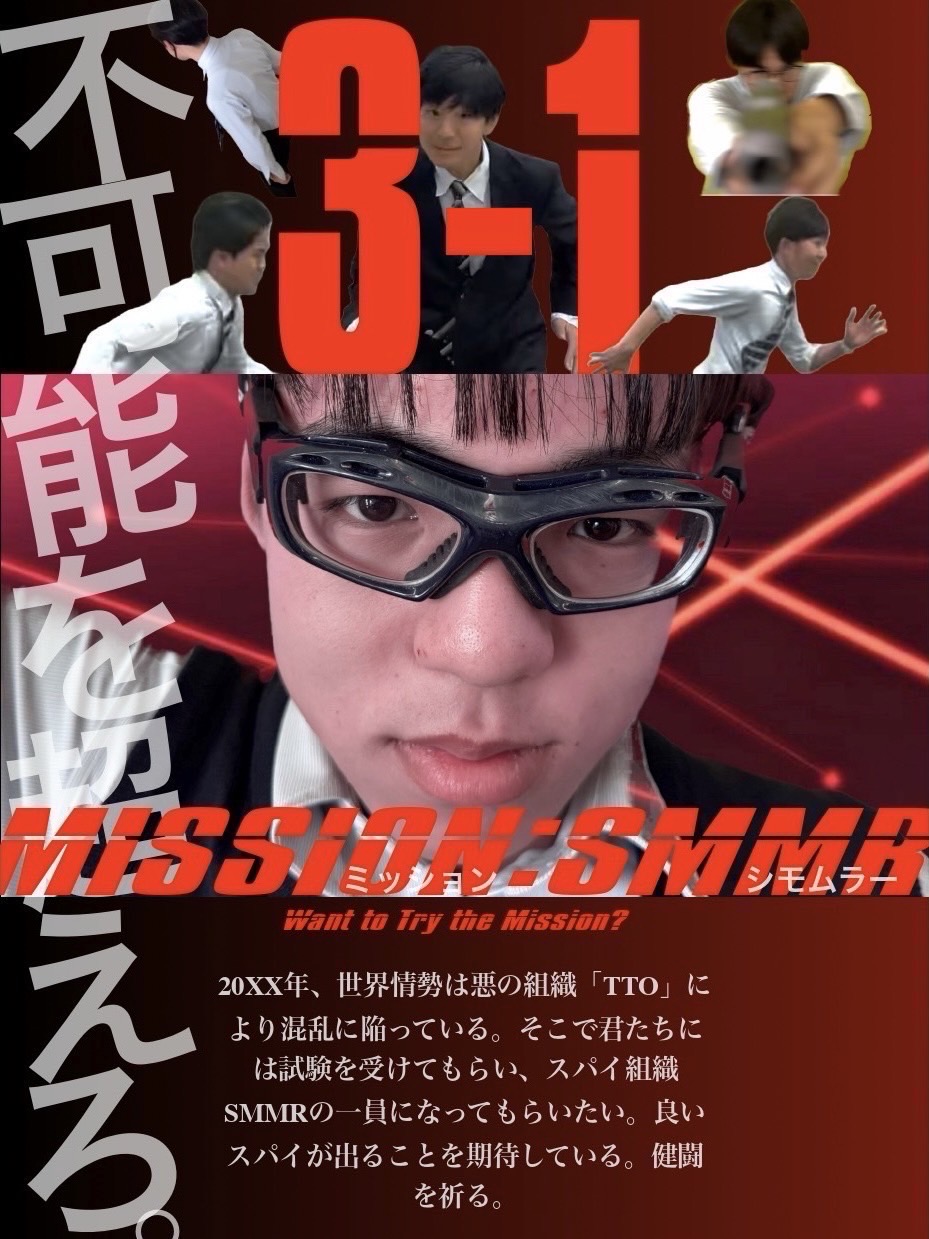 不可能を超えろ。
3-1
MISSION:SMMR
ミッション シモムラー
Want to Try the Mission?
20XX年、世界情勢は悪の組織「TTO」に
より混乱に陥っている。そこで君たちに
は試験を受けてもらい、スパイ組織
SMMRの一員になってもらいたい。良い
スパイが出ることを期待している。健闘
を祈る。